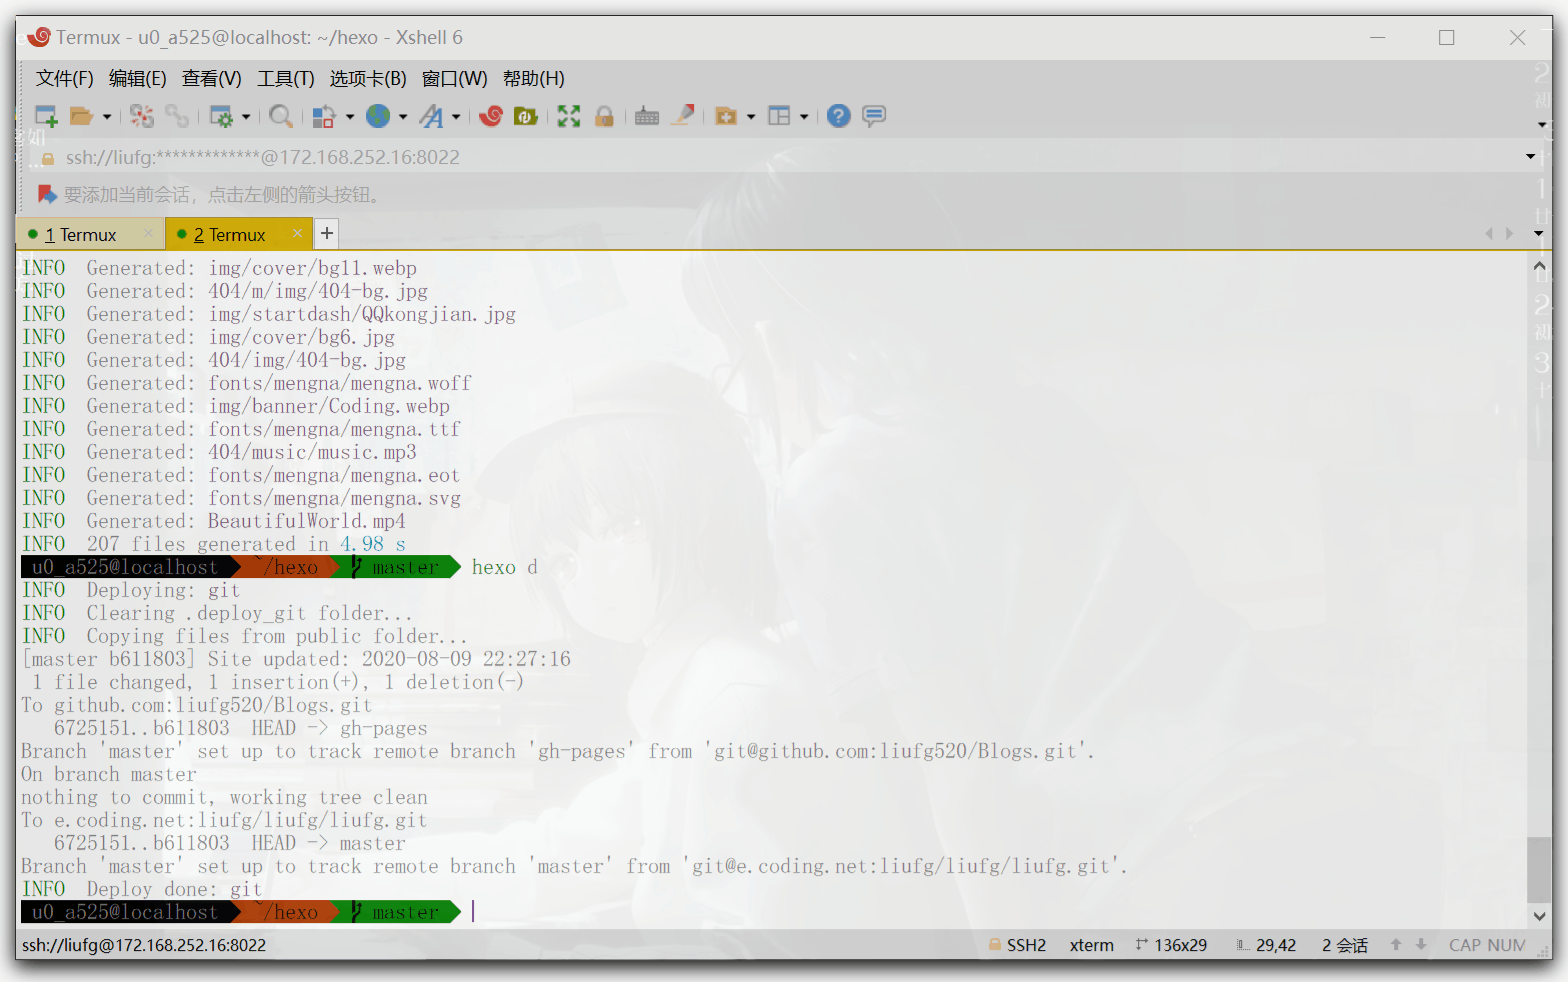 Termux - u0_a525@localhost: ~/hexo - Xshell 6
文件(F) 编辑(E) 查看(V) 工具(T) 选项卡(B) 窗口(W) 帮助(H)
ssh://liufg:*************@172.168.252.16:8022
要添加当前会话，点击左侧的箭头按钮。
1 Termux × 2 Termux × +
INFO  Generated: img/cover/bg11.webp
INFO  Generated: 404/m/img/404-bg.jpg
INFO  Generated: img/startdash/QQkongjian.jpg
INFO  Generated: img/cover/bg6.jpg
INFO  Generated: 404/img/404-bg.jpg
INFO  Generated: fonts/mengna/mengna.woff
INFO  Generated: img/banner/Coding.webp
INFO  Generated: fonts/mengna/mengna.ttf
INFO  Generated: 404/music/music.mp3
INFO  Generated: fonts/mengna/mengna.eot
INFO  Generated: fonts/mengna/mengna.svg
INFO  Generated: BeautifulWorld.mp4
INFO  207 files generated in 4.98 s
u0_a525@localhost ~/hexo master hexo d
INFO  Deploying: git
INFO  Clearing .deploy_git folder...
INFO  Copying files from public folder...
[master b611803] Site updated: 2020-08-09 22:27:16
 1 file changed, 1 insertion(+), 1 deletion(-)
To github.com:liufg520/Blogs.git
   6725151..b611803  HEAD -> gh-pages
Branch 'master' set up to track remote branch 'gh-pages' from 'git@github.com:liufg520/Blogs.git'.
On branch master
nothing to commit, working tree clean
To e.coding.net:liufg/liufg/liufg.git
   6725151..b611803  HEAD -> master
Branch 'master' set up to track remote branch 'master' from 'git@e.coding.net:liufg/liufg/liufg.git'.
INFO  Deploy done: git
u0_a525@localhost ~/hexo master
ssh://liufg@172.168.252.16:8022 SSH2 xterm 136x29 29,42 2 会话 CAP NUM